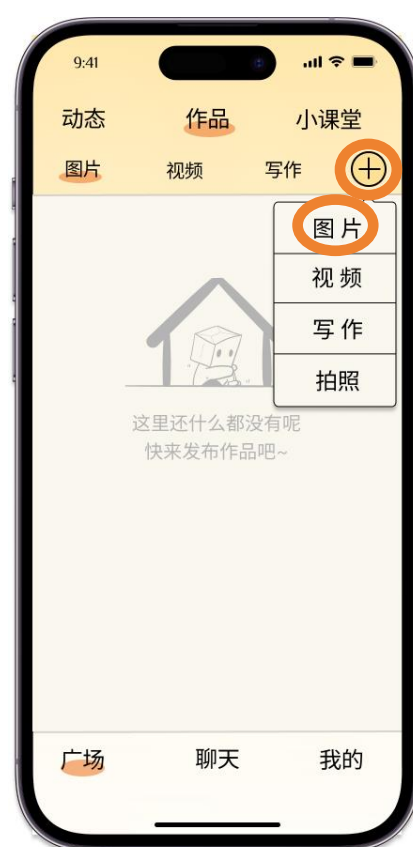 9:41
动态 作品 小课堂
图片 视频 写作
图片
视频
写作
拍照
这里还什么都没有呢
快来发布作品吧~
广场 聊天 我的